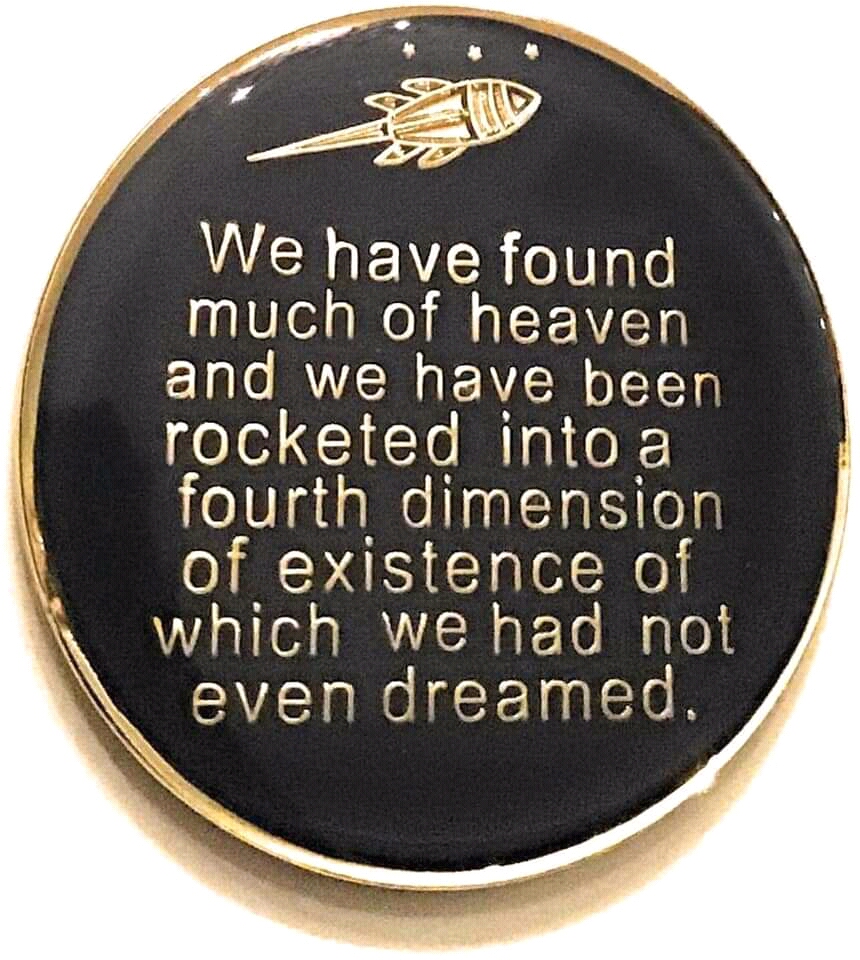 We have found
much of heaven
and we have been
rocketed into a
fourth dimension
of existence of
which we had not
even dreamed.